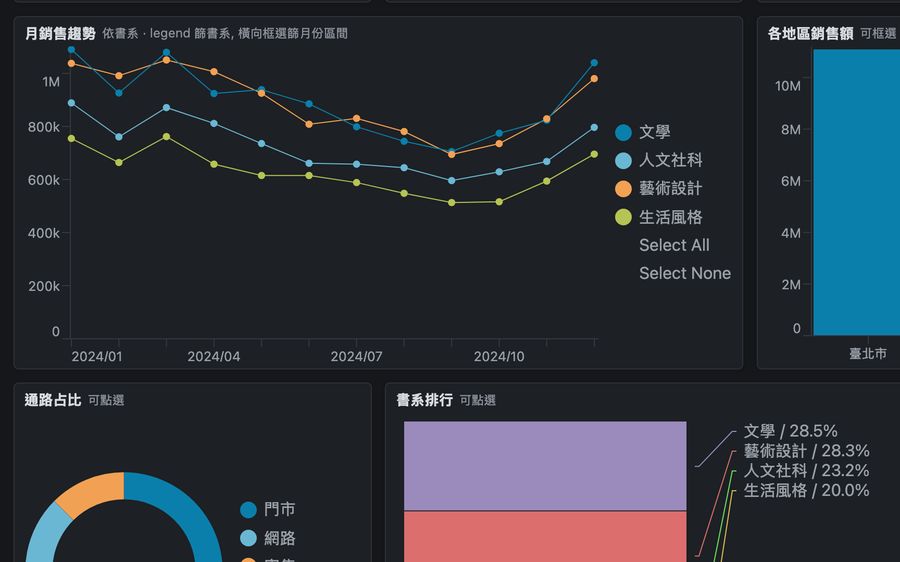 月銷售趨勢 依書系 · legend 篩書系, 橫向框選篩月份區間
1M
800k
600k
400k
200k
0
2024/01 2024/04 2024/07 2024/10
文學
人文社科
藝術設計
生活風格
Select All
Select None
各地區銷售額 可框選
10M
8M
6M
4M
2M
0
臺北市
通路占比 可點選
門市
網路
書系排行 可點選
文學 / 28.5%
藝術設計 / 28.3%
人文社科 / 23.2%
生活風格 / 20.0%